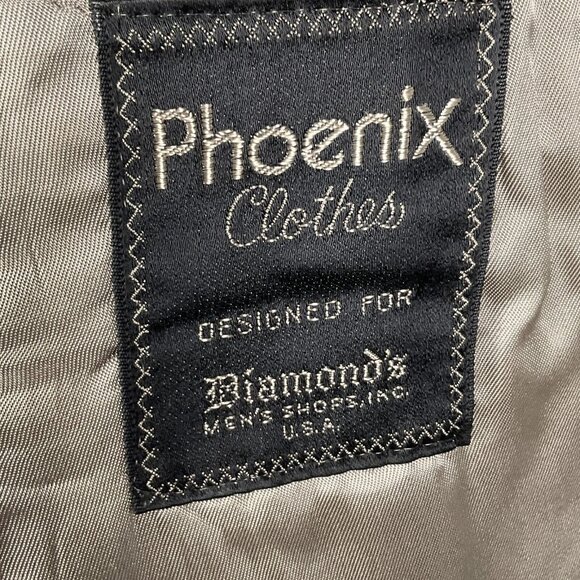 Phoenix
Clothes
DESIGNED FOR
Diamond's
MEN'S SHOPS, INC.
U.S.A.